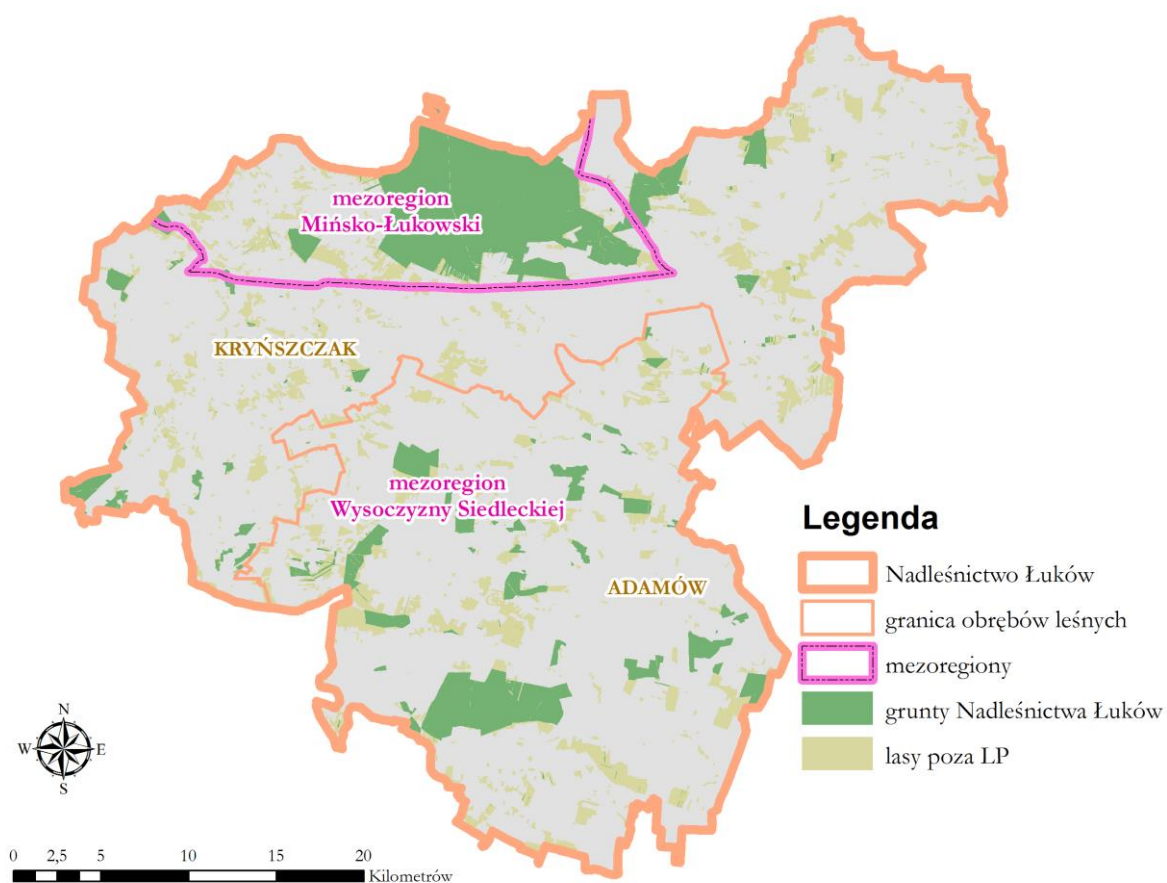 mezoregion
Mińsko-Łukowski
KRYŃSZCZAK
mezoregion
Wysoczyzny Siedleckiej
ADAMÓW
Legenda
Nadleśnictwo Łuków
granica obrębów leśnych
mezoregiony
grunty Nadleśnictwa Łuków
lasy poza LP
N
W E
S
0 2,5 5 10 15 20
Kilometrów